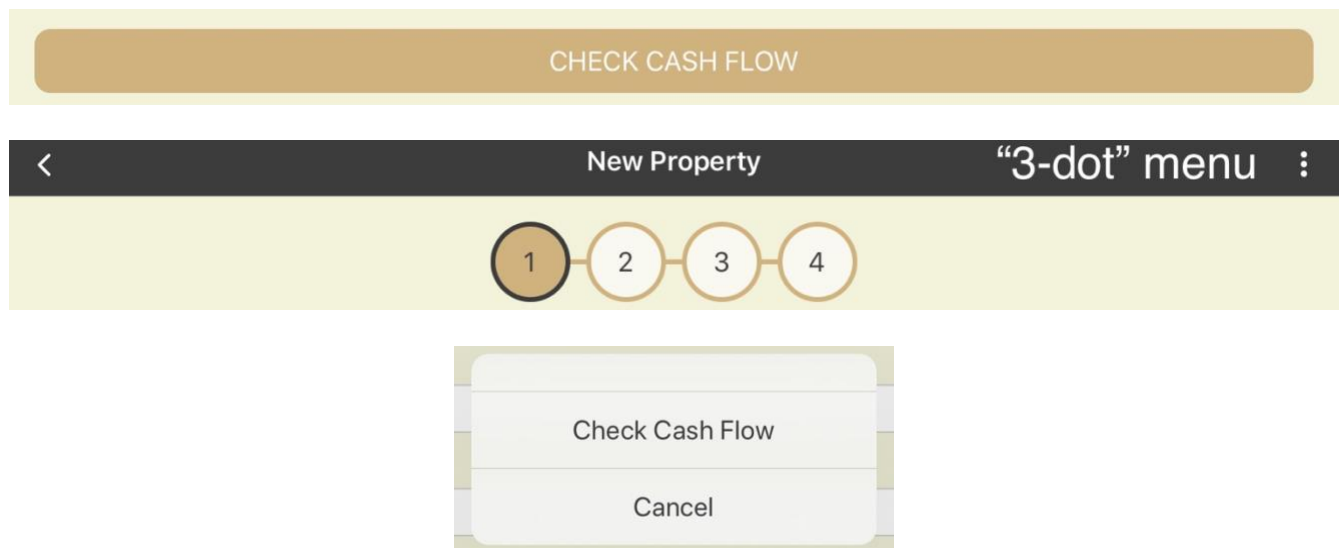 CHECK CASH FLOW
New Property “3-dot” menu
1 2 3 4
Check Cash Flow
Cancel